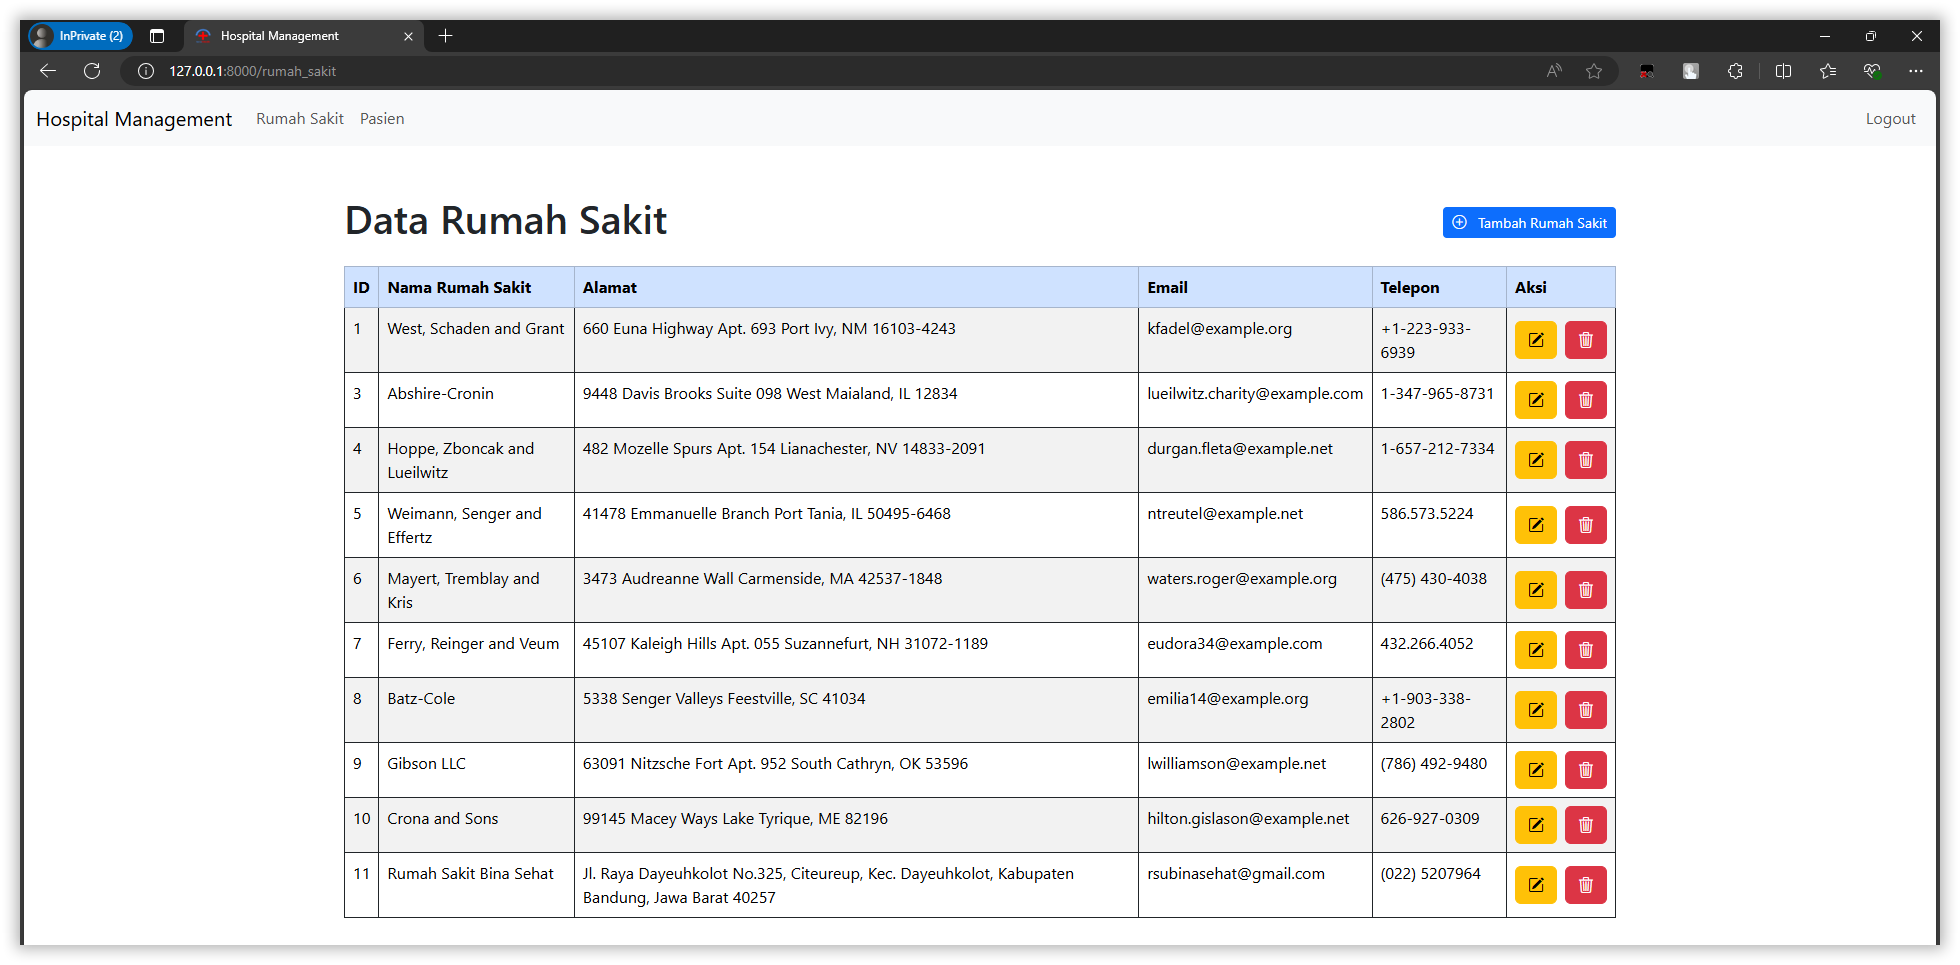 InPrivate (2)
Hospital Management
127.0.0.1:8000/rumah_sakit
Hospital Management Rumah Sakit Pasien Logout
Data Rumah Sakit
Tambah Rumah Sakit
ID Nama Rumah Sakit Alamat Email Telepon Aksi
1 West, Schaden and Grant 660 Euna Highway Apt. 693 Port Ivy, NM 16103-4243 kfadel@example.org +1-223-933-
6939
3 Abshire-Cronin 9448 Davis Brooks Suite 098 West Maialand, IL 12834 lueilwitz.charity@example.com 1-347-965-8731
4 Hoppe, Zboncak and 482 Mozelle Spurs Apt. 154 Lianachester, NV 14833-2091 durgan.fleta@example.net 1-657-212-7334
Lueilwitz
5 Weimann, Senger and 41478 Emmanuelle Branch Port Tania, IL 50495-6468 ntreutel@example.net 586.573.5224
Effertz
6 Mayert, Tremblay and 3473 Audreanne Wall Carmenside, MA 42537-1848 waters.roger@example.org (475) 430-4038
Kris
7 Ferry, Reinger and Veum 45107 Kaleigh Hills Apt. 055 Suzannefurt, NH 31072-1189 eudora34@example.com 432.266.4052
8 Batz-Cole 5338 Senger Valleys Feestville, SC 41034 emilia14@example.org +1-903-338-
2802
9 Gibson LLC 63091 Nitzsche Fort Apt. 952 South Cathryn, OK 53596 lwilliamson@example.net (786) 492-9480
10 Crona and Sons 99145 Macey Ways Lake Tyrique, ME 82196 hilton.gislason@example.net 626-927-0309
11 Rumah Sakit Bina Sehat Jl. Raya Dayeuhkolot No.325, Citeureup, Kec. Dayeuhkolot, Kabupaten rsubinasehat@gmail.com (022) 5207964
Bandung, Jawa Barat 40257